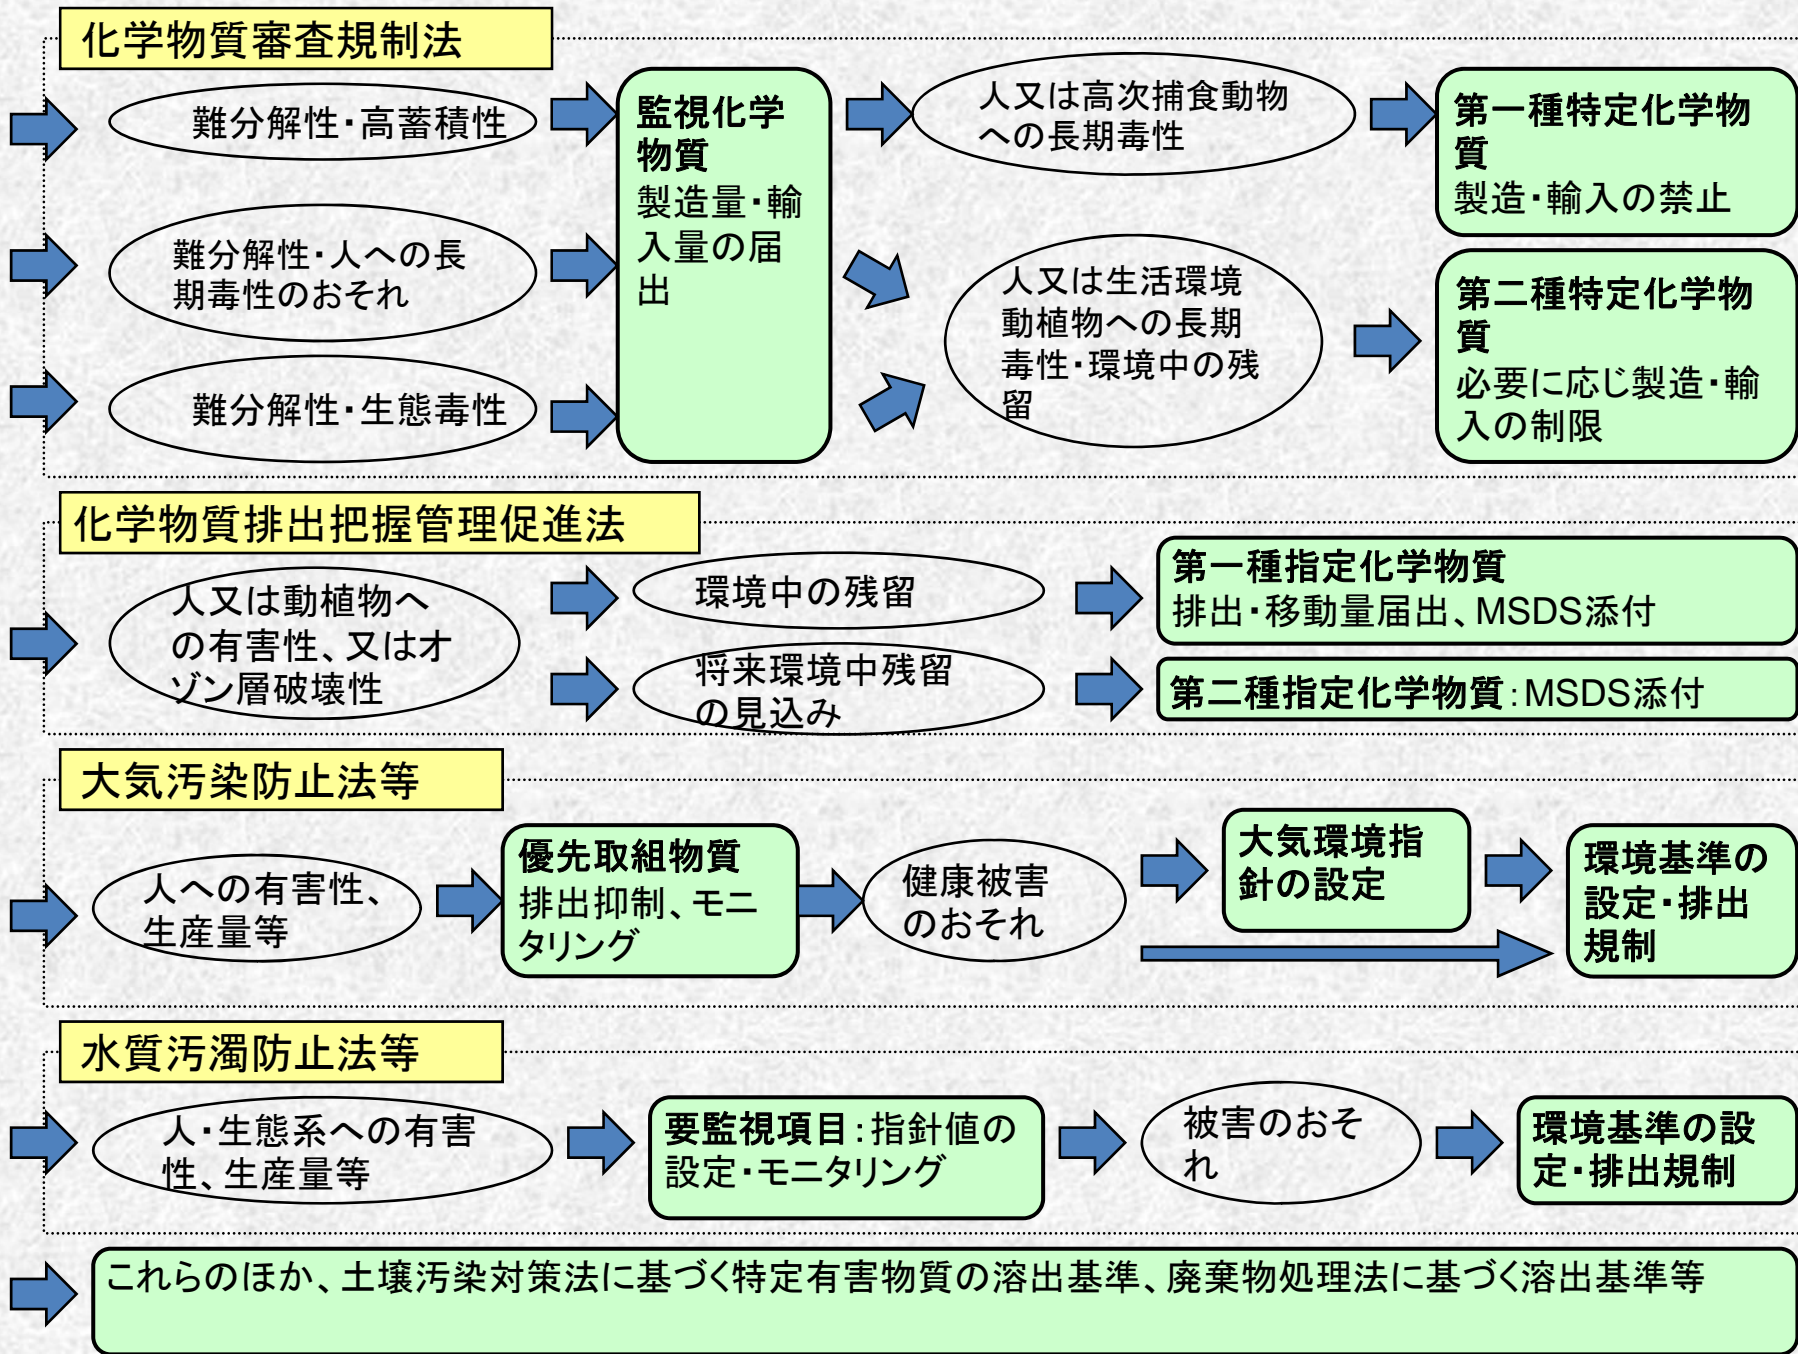 化学物質審査規制法
難分解性・高蓄積性
難分解性・人への長
期毒性のおそれ
難分解性・生態毒性
監視化学
物質
製造量・輸
入量の届
出
人又は高次捕食動物
への長期毒性
人又は生活環境
動植物への長期
毒性・環境中の残
留
第一種特定化学物
質
製造・輸入の禁止
第二種特定化学物
質
必要に応じ製造・輸
入の制限
化学物質排出把握管理促進法
人又は動植物へ
の有害性、又はオ
ゾン層破壊性
環境中の残留
将来環境中残留
の見込み
第一種指定化学物質
排出・移動量届出、MSDS添付
第二種指定化学物質：MSDS添付
大気汚染防止法等
人への有害性、
生産量等
優先取組物質
排出抑制、モニ
タリング
健康被害
のおそれ
大気環境指
針の設定
環境基準の
設定・排出
規制
水質汚濁防止法等
人・生態系への有害
性、生産量等
要監視項目：指針値の
設定・モニタリング
被害のおそ
れ
環境基準の設
定・排出規制
これらのほか、土壌汚染対策法に基づく特定有害物質の溶出基準、廃棄物処理法に基づく溶出基準等